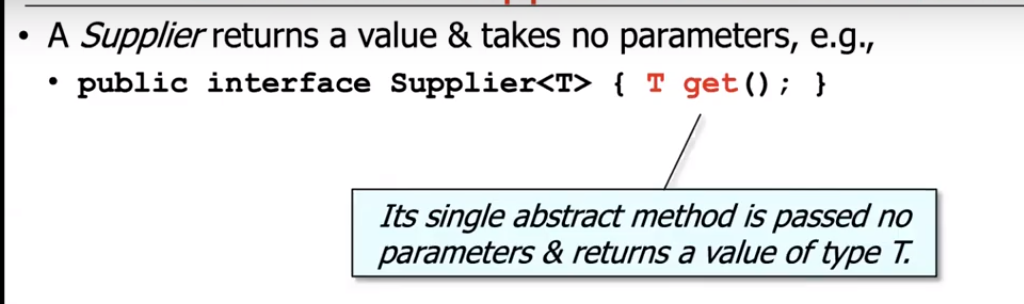 • A Supplier returns a value & takes no parameters, e.g.,
• public interface Supplier<T> { T get(); }
Its single abstract method is passed no
parameters & returns a value of type T.